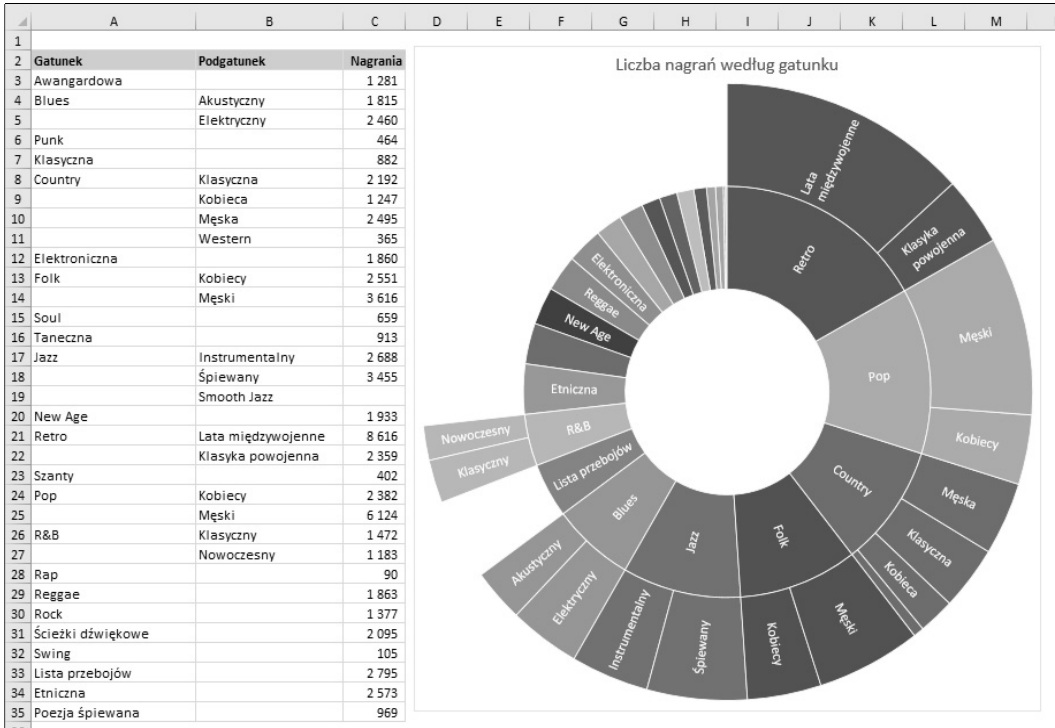 A B C D E F G H I J K L M
1
2 Gatunek Podgatunek Nagrania
3 Awangardowa 1 281
4 Blues Akustyczny 1 815
5 Elektryczny 2 460
6 Punk 464
7 Klasyczna 882
8 Country Klasyczna 2 192
9 Kobieca 1 247
10 Męska 2 495
11 Western 365
12 Elektroniczna 1 860
13 Folk Kobiecy 2 551
14 Męski 3 616
15 Soul 659
16 Taneczna 913
17 Jazz Instrumentalny 2 688
18 Śpiewany 3 455
19 Smooth Jazz
20 New Age 1 933
21 Retro Lata międzywojenne 8 616
22 Klasyka powojenna 2 359
23 Szanty 402
24 Pop Kobiecy 2 382
25 Męski 6 124
26 R&B Klasyczny 1 472
27 Nowoczesny 1 183
28 Rap 90
29 Reggae 1 863
30 Rock 1 377
31 Ścieżki dźwiękowe 2 095
32 Swing 105
33 Lista przebojów 2 795
34 Etniczna 2 573
35 Poezja śpiewana 969
Liczba nagrań według gatunku
Lata
międzywojenne
Klasyka
powojenna
Retro
Męski
Pop
Kobiecy
Country
Męska
Klasyczna
Kobieca
Folk
Męski
Kobiecy
Jazz
Śpiewany
Instrumentalny
Blues
Elektryczny
Akustyczny
Lista przebojów
R&B
Klasyczny
Nowoczesny
Etniczna
New Age
Reggae
Elektroniczna